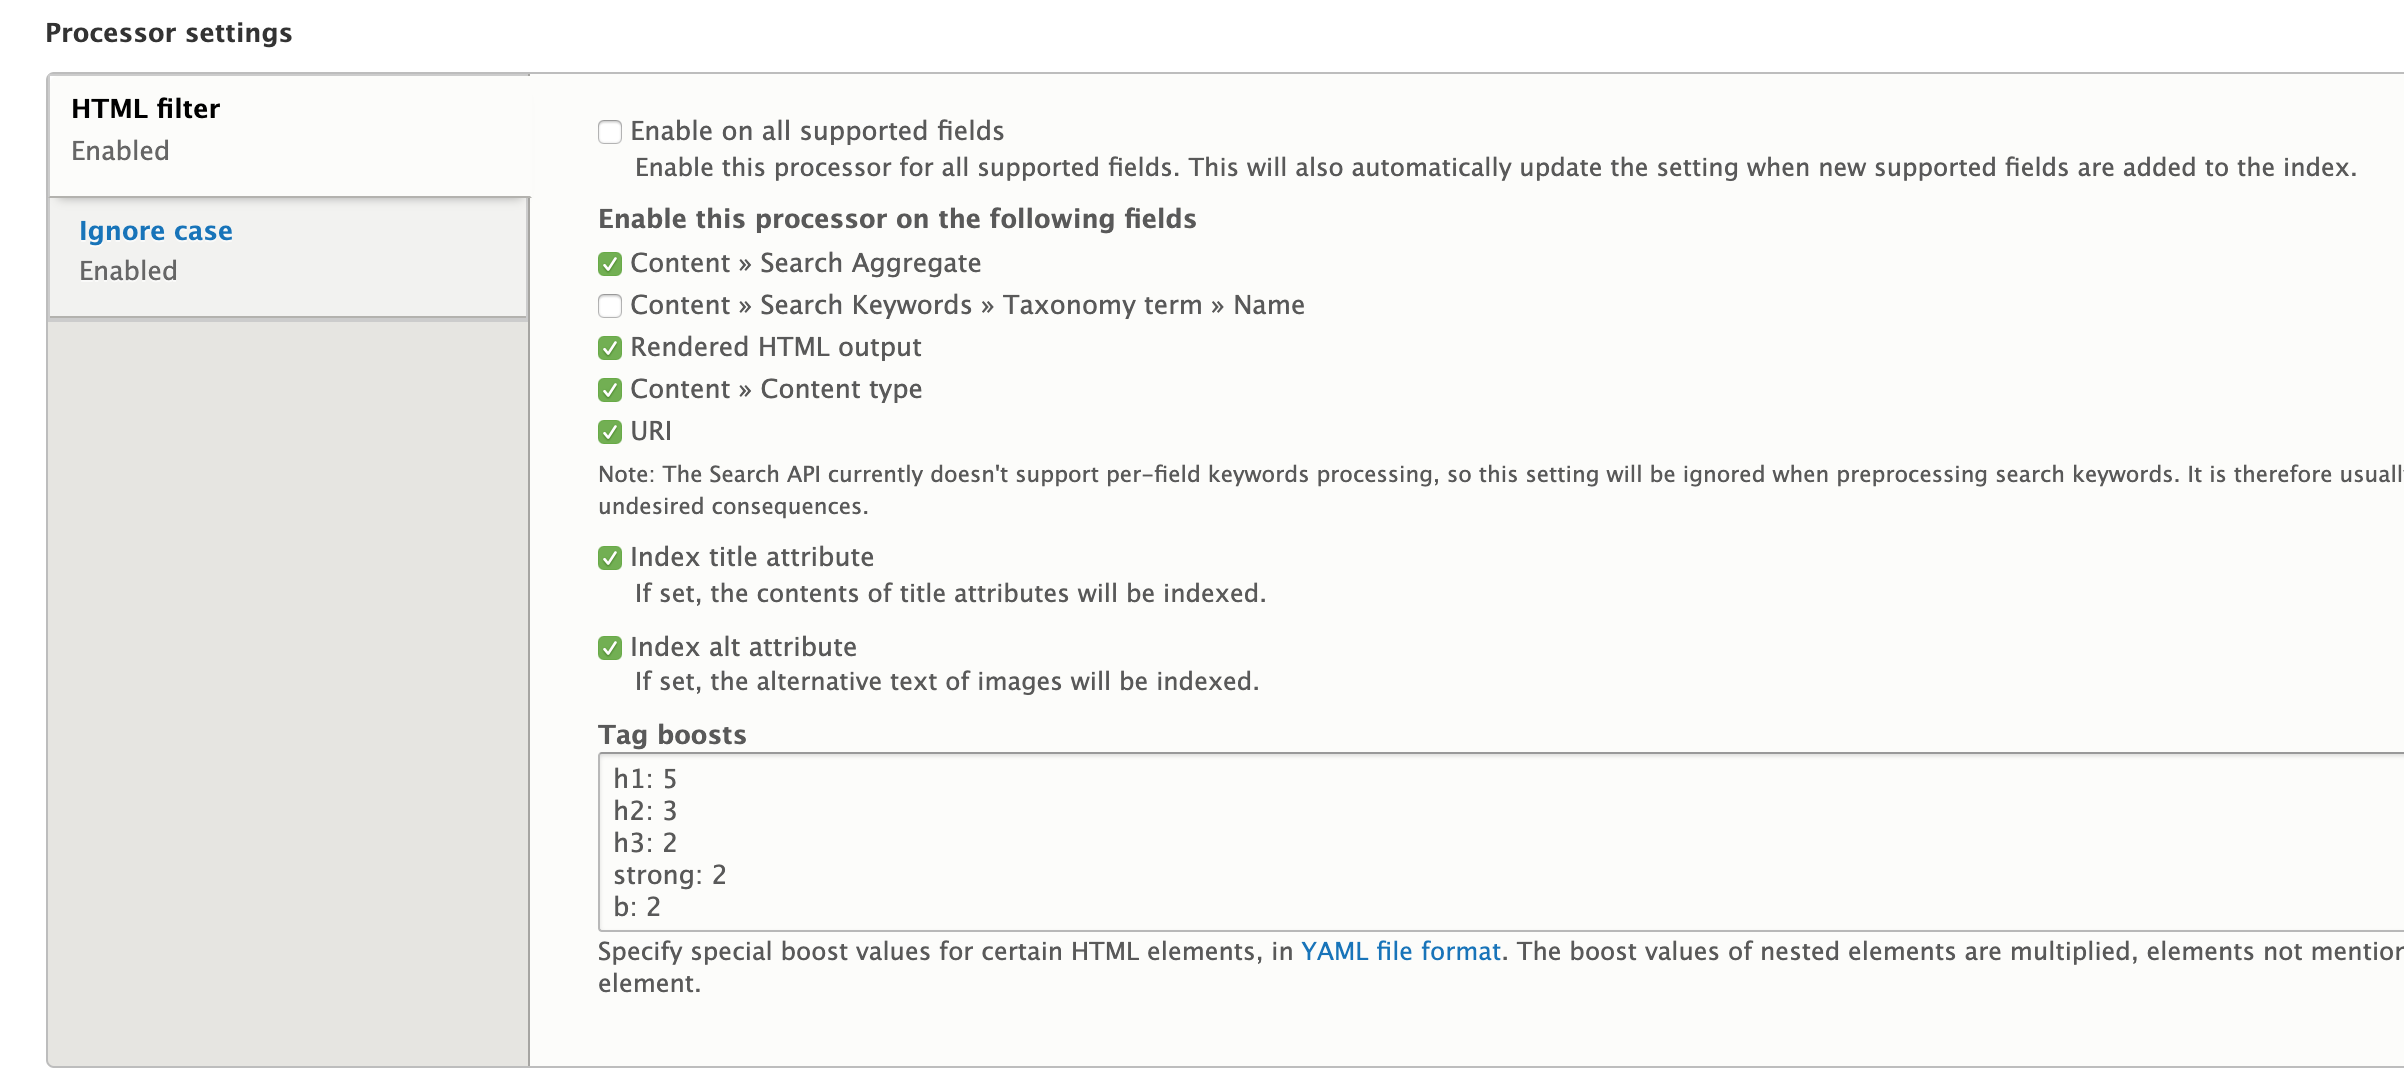 Processor settings
HTML filter
Enabled
Ignore case
Enabled
Enable on all supported fields
Enable this processor for all supported fields. This will also automatically update the setting when new supported fields are added to the index.
Enable this processor on the following fields
Content » Search Aggregate
Content » Search Keywords » Taxonomy term » Name
Rendered HTML output
Content » Content type
URI
Note: The Search API currently doesn't support per-field keywords processing, so this setting will be ignored when preprocessing search keywords. It is therefore usuall
undesired consequences.
Index title attribute
If set, the contents of title attributes will be indexed.
Index alt attribute
If set, the alternative text of images will be indexed.
Tag boosts
h1: 5
h2: 3
h3: 2
strong: 2
b: 2
Specify special boost values for certain HTML elements, in YAML file format. The boost values of nested elements are multiplied, elements not mention
element.